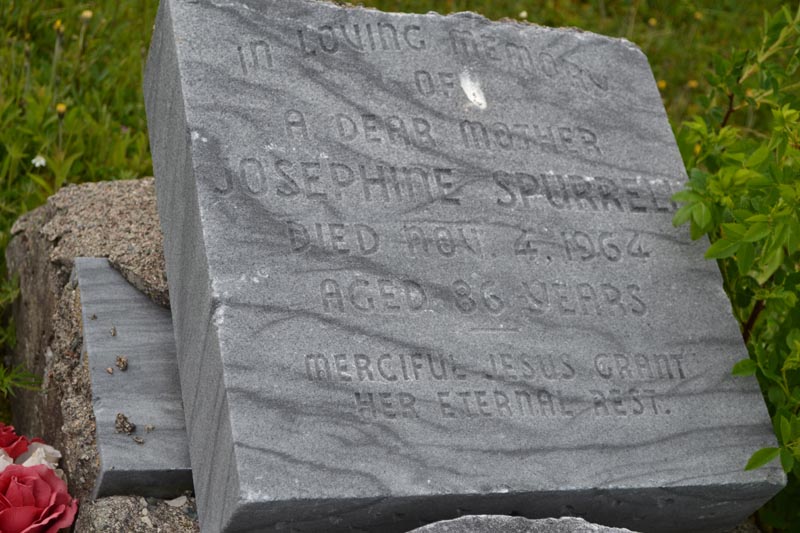 IN LOVING MEMORY
OF
A DEAR MOTHER
JOSEPHINE SPURRELL
DIED NOV. 4, 1964
AGED 86 YEARS
MERCIFUL JESUS GRANT
HER ETERNAL REST.